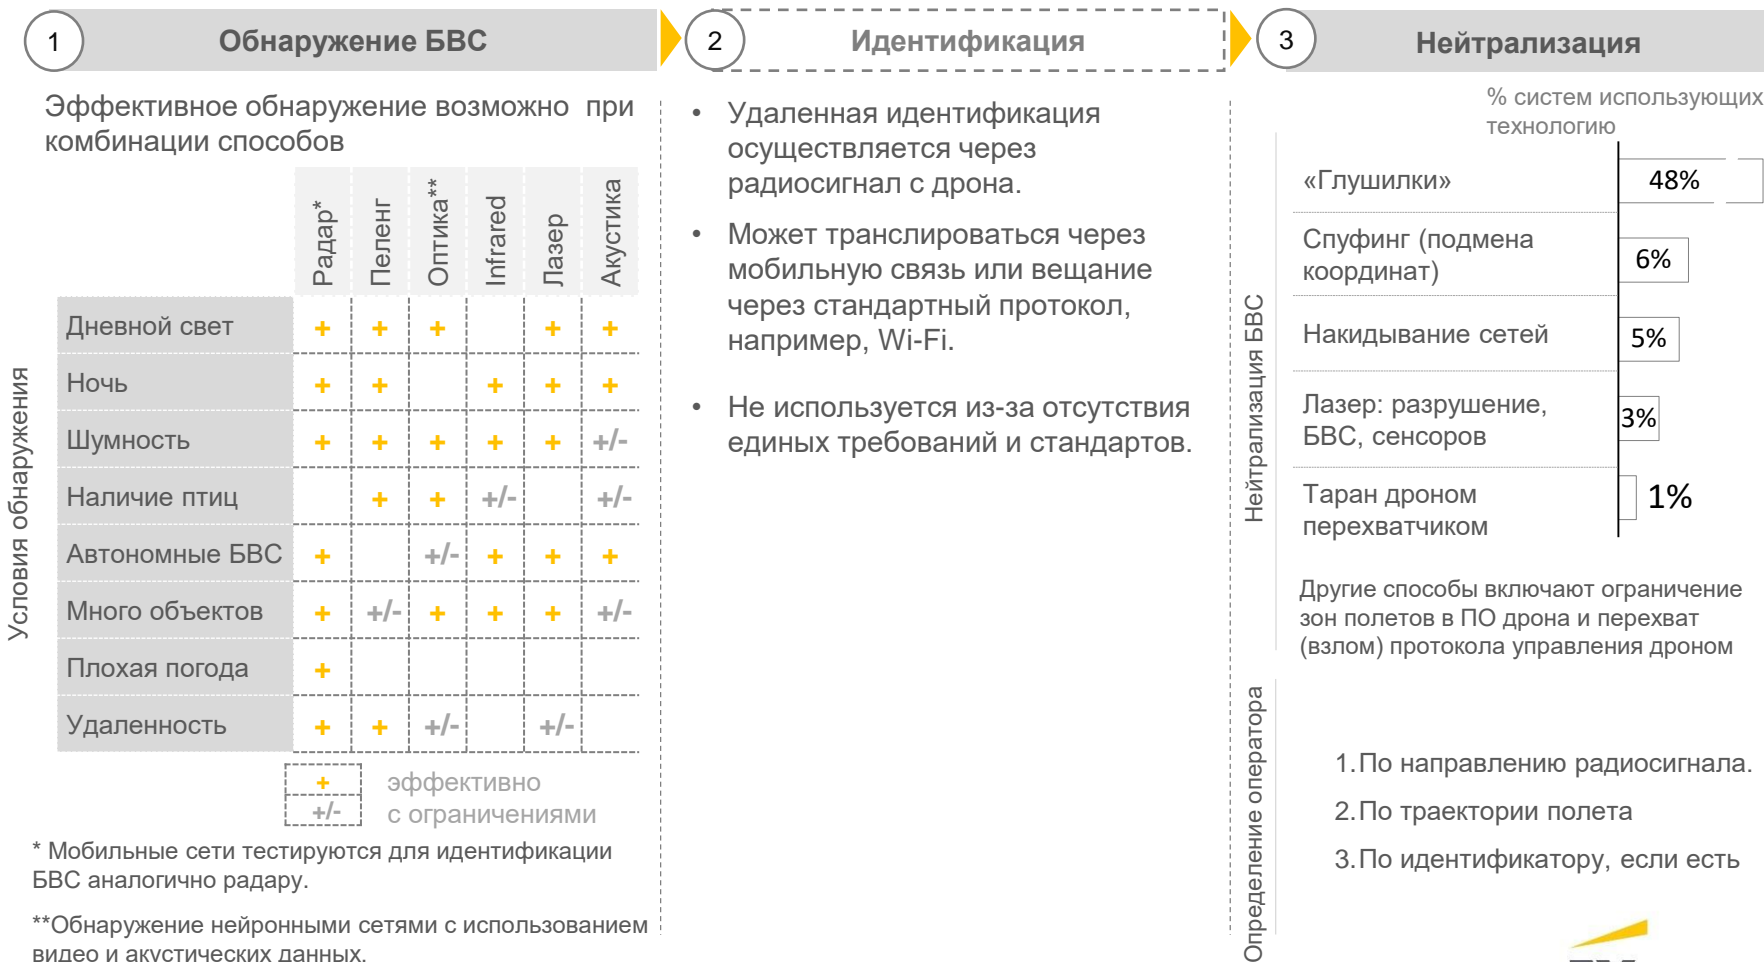 1
Обнаружение БВС
2
Идентификация
3
Нейтрализация
Эффективное обнаружение возможно при
комбинации способов
Условия обнаружения
Радар* Пеленг Оптика** Infrared Лазер Акустика
Дневной свет + + + + +
Ночь + + + + +
Шумность + + + + + +/-
Наличие птиц + + +/- +/-
Автономные БВС + +/- + + +
Много объектов + +/- + + + +/-
Плохая погода +
Удаленность + + +/- +/-
+ эффективно
+/- с ограничениями
* Мобильные сети тестируются для идентификации
БВС аналогично радару.
**Обнаружение нейронными сетями с использованием
видео и акустических данных.
• Удаленная идентификация
осуществляется через
радиосигнал с дрона.
• Может транслироваться через
мобильную связь или вещание
через стандартный протокол,
например, Wi-Fi.
• Не используется из-за отсутствия
единых требований и стандартов.
% систем использующих
технологию
Нейтрализация БВС
«Глушилки» 48%
Спуфинг (подмена
координат) 6%
Накидывание сетей 5%
Лазер: разрушение,
БВС, сенсоров 3%
Таран дроном
перехватчиком 1%
Другие способы включают ограничение
зон полетов в ПО дрона и перехват
(взлом) протокола управления дроном
Определение оператора
1.По направлению радиосигнала.
2.По траектории полета
3.По идентификатору, если есть